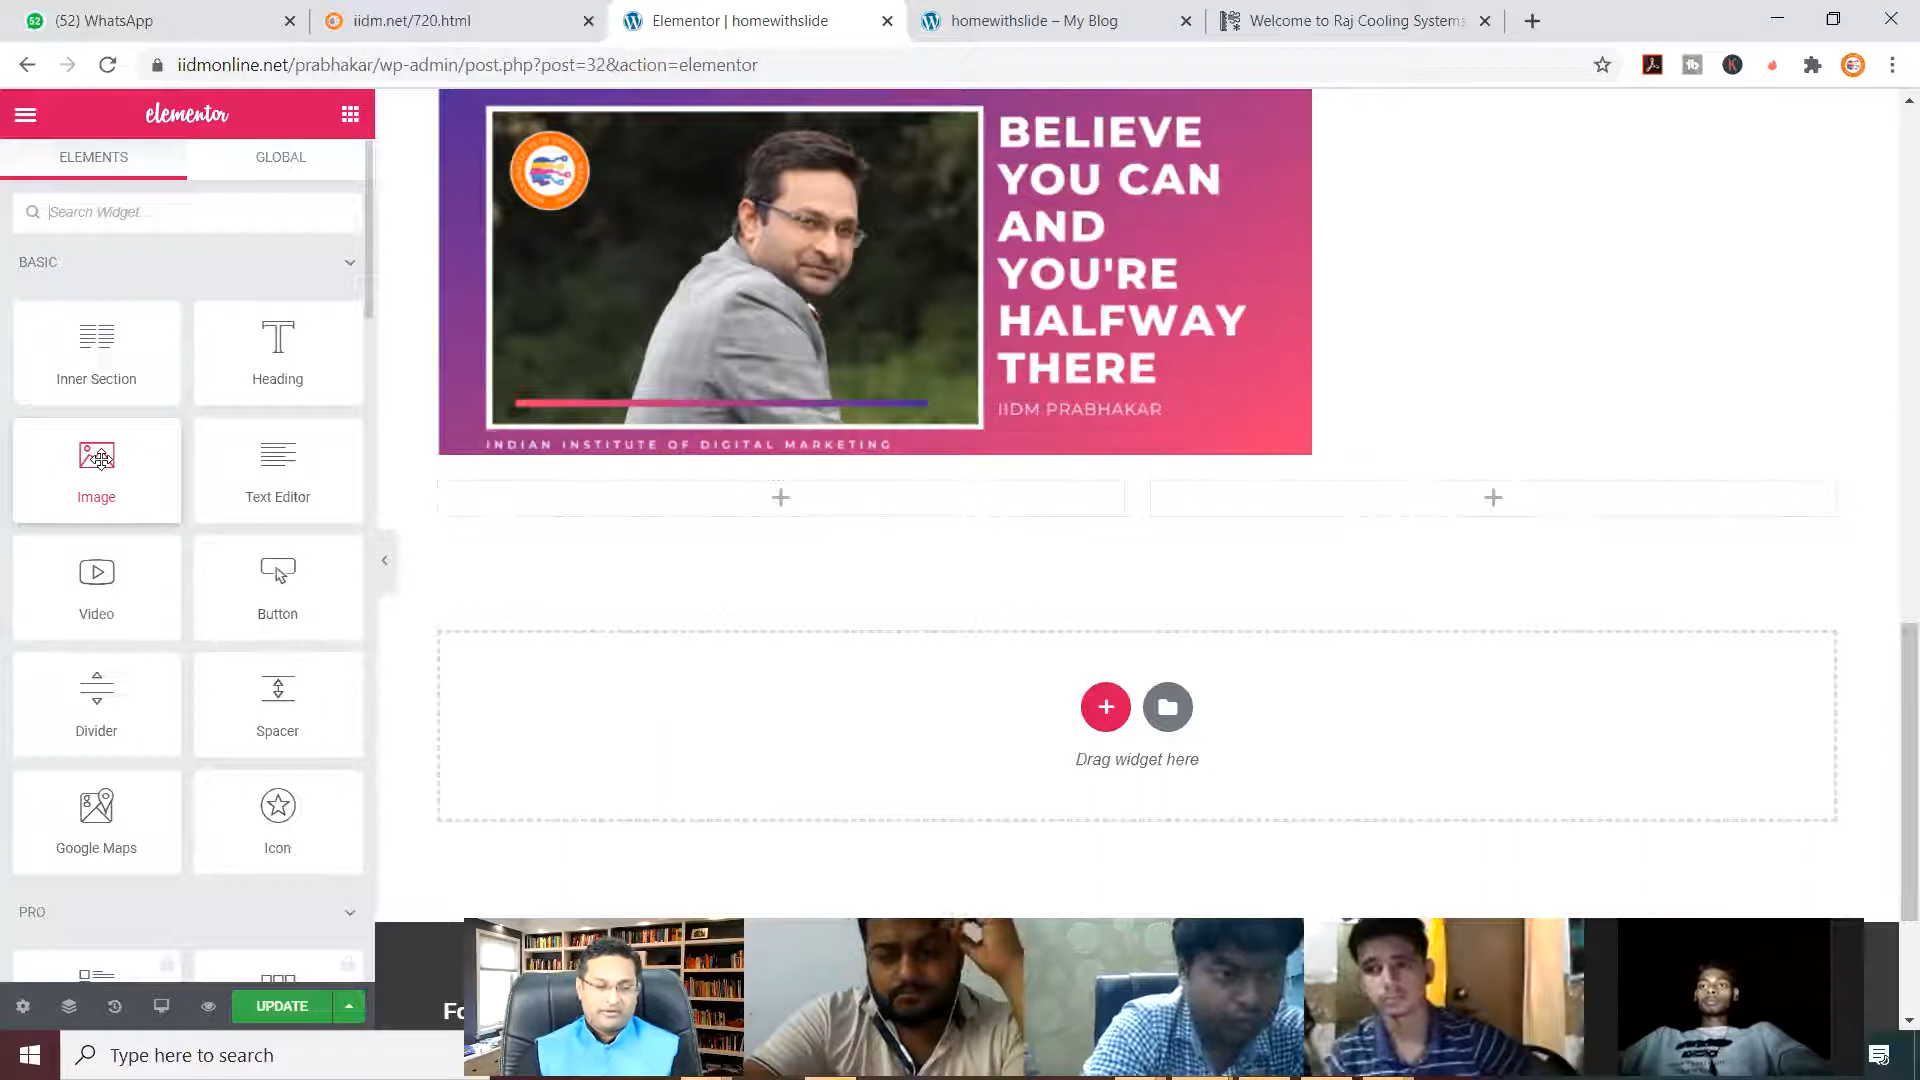 (52) WhatsApp
iidm.net/720.html
Elementor | homewithslide
homewithslide – My Blog
Welcome to Raj Cooling Systems
iidmonline.net/prabhakar/wp-admin/post.php?post=32&action=elementor
elementor
ELEMENTS
GLOBAL
Search Widget...
BASIC
Inner Section
Heading
Image
Text Editor
Video
Button
Divider
Spacer
Google Maps
Icon
PRO
UPDATE
BELIEVE
YOU CAN
AND
YOU'RE
HALFWAY
THERE
IIDM PRABHAKAR
INDIAN INSTITUTE OF DIGITAL MARKETING
Drag widget here
Type here to search